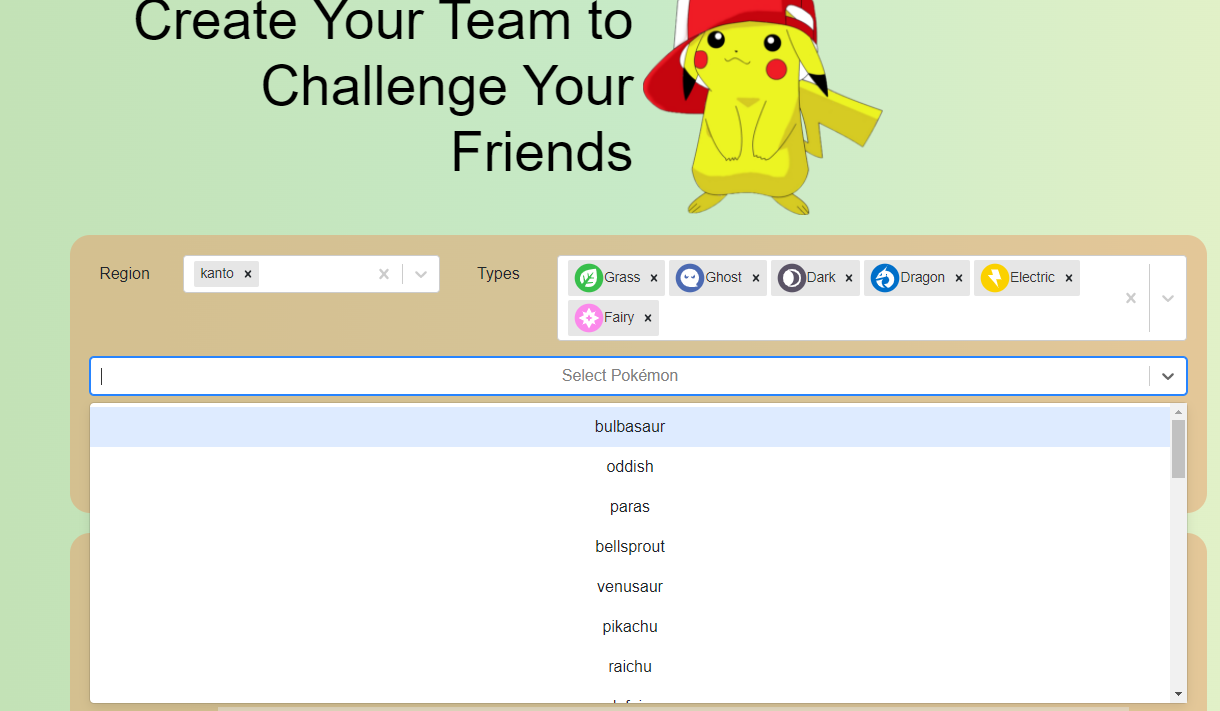 Create Your Team to
Challenge Your
Friends
Region
kanto ×
Types
Grass ×
Ghost ×
Dark ×
Dragon ×
Electric ×
Fairy ×
Select Pokémon
bulbasaur
oddish
paras
bellsprout
venusaur
pikachu
raichu